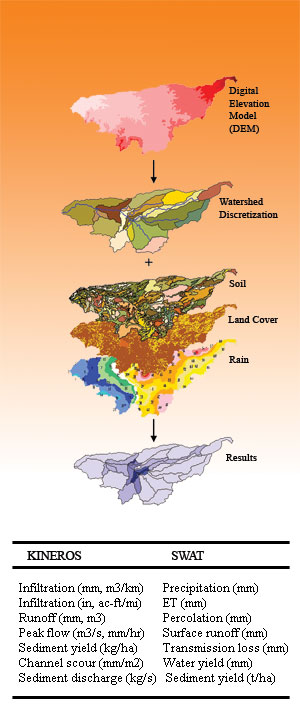 Digital
Elevation
Model
(DEM)
Watershed
Discretization
+
Soil
Land Cover
Rain
Results
KINEROS SWAT
Infiltration (mm, m3/km) Precipitation (mm)
Infiltration (in, ac-ft/mi) ET (mm)
Runoff (mm, m3) Percolation (mm)
Peak flow (m3/s, mm/hr) Surface runoff (mm)
Sediment yield (kg/ha) Transmission loss (mm)
Channel scour (mm/m2) Water yield (mm)
Sediment discharge (kg/s) Sediment yield (t/ha)